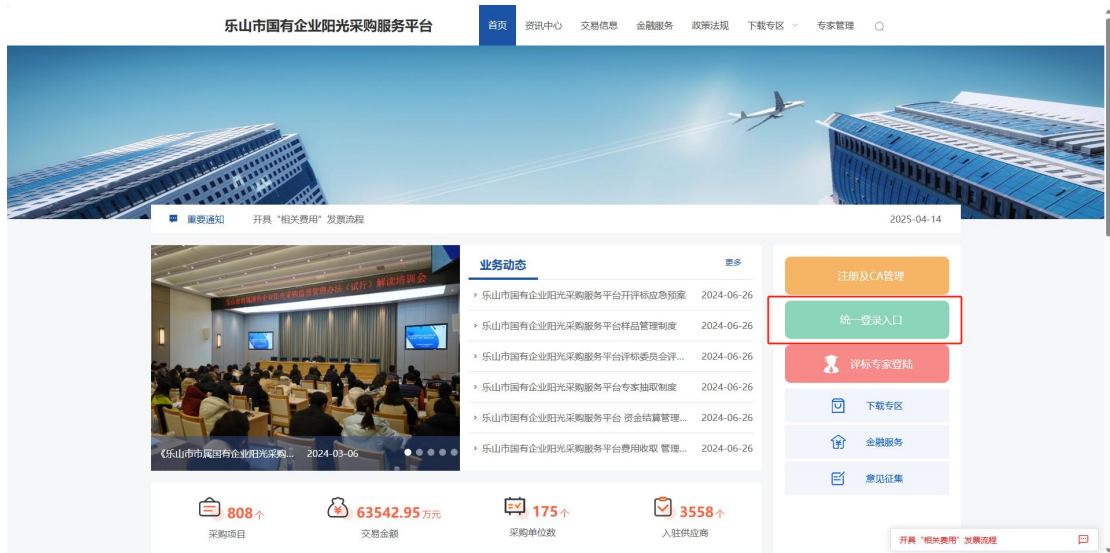 乐山市国有企业阳光采购服务平台 首页 资讯中心 交易信息 金融服务 政策法规 下载专区 专家管理
重要通知 开具“相关费用”发票流程 2025-04-14
业务动态 更多
乐山市国有企业阳光采购服务平台开评标应急预案 2024-06-26
乐山市国有企业阳光采购服务平台样品管理制度 2024-06-26
乐山市国有企业阳光采购服务平台评标委员会评... 2024-06-26
乐山市国有企业阳光采购服务平台专家抽取制度 2024-06-26
乐山市国有企业阳光采购服务平台 资金结算管理... 2024-06-26
乐山市国有企业阳光采购服务平台费用收取 管理... 2024-06-26
《乐山市市属国有企业阳光采购... 2024-03-06
注册及CA管理
统一登录入口
评标专家登陆
下载专区
金融服务
意见征集
808个
采购项目
63542.95万元
交易金额
175个
采购单位数
3558个
入驻供应商
开具“相关费用”发票流程